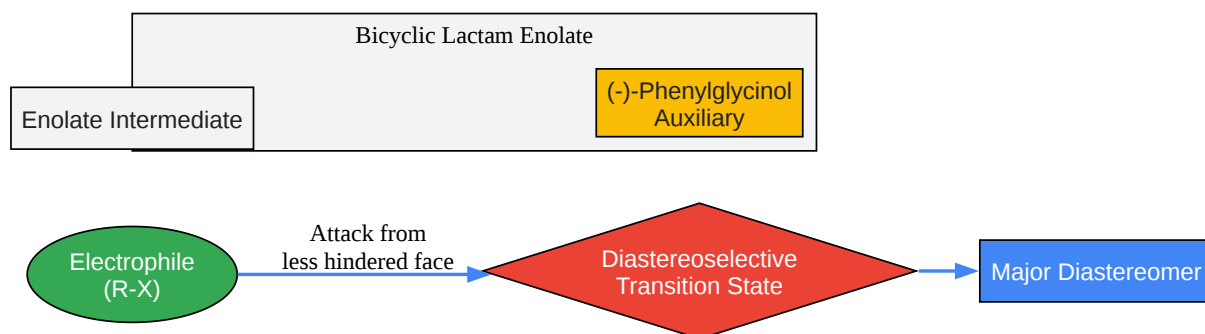 Bicyclic Lactam Enolate
(-)-Phenylglycinol
Auxiliary
Enolate Intermediate
Electrophile
(R-X)
Attack from
less hindered face
Diastereoselective
Transition State
Major Diastereomer